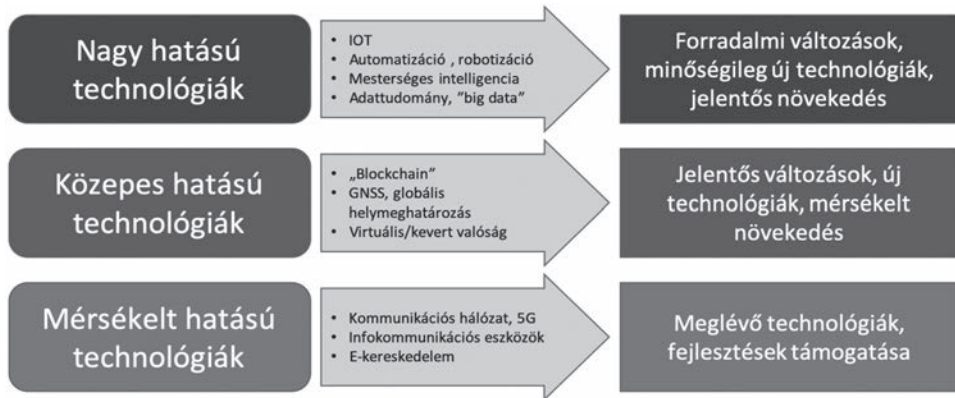 Nagy hatású
technológiák
• IOT
• Automatizáció , robotizáció
• Mesterséges intelligencia
• Adattudomány, ”big data”
Forradalmi változások,
minőségileg új technológiák,
jelentős növekedés
Közepes hatású
technológiák
• „Blockchain”
• GNSS, globális
helymeghatározás
• Virtuális/kevert valóság
Jelentős változások, új
technológiák, mérsékelt
növekedés
Mérsékelt hatású
technológiák
• Kommunikációs hálózat, 5G
• Infokommunikációs eszközök
• E-kereskedelem
Meglévő technológiák,
fejlesztések támogatása